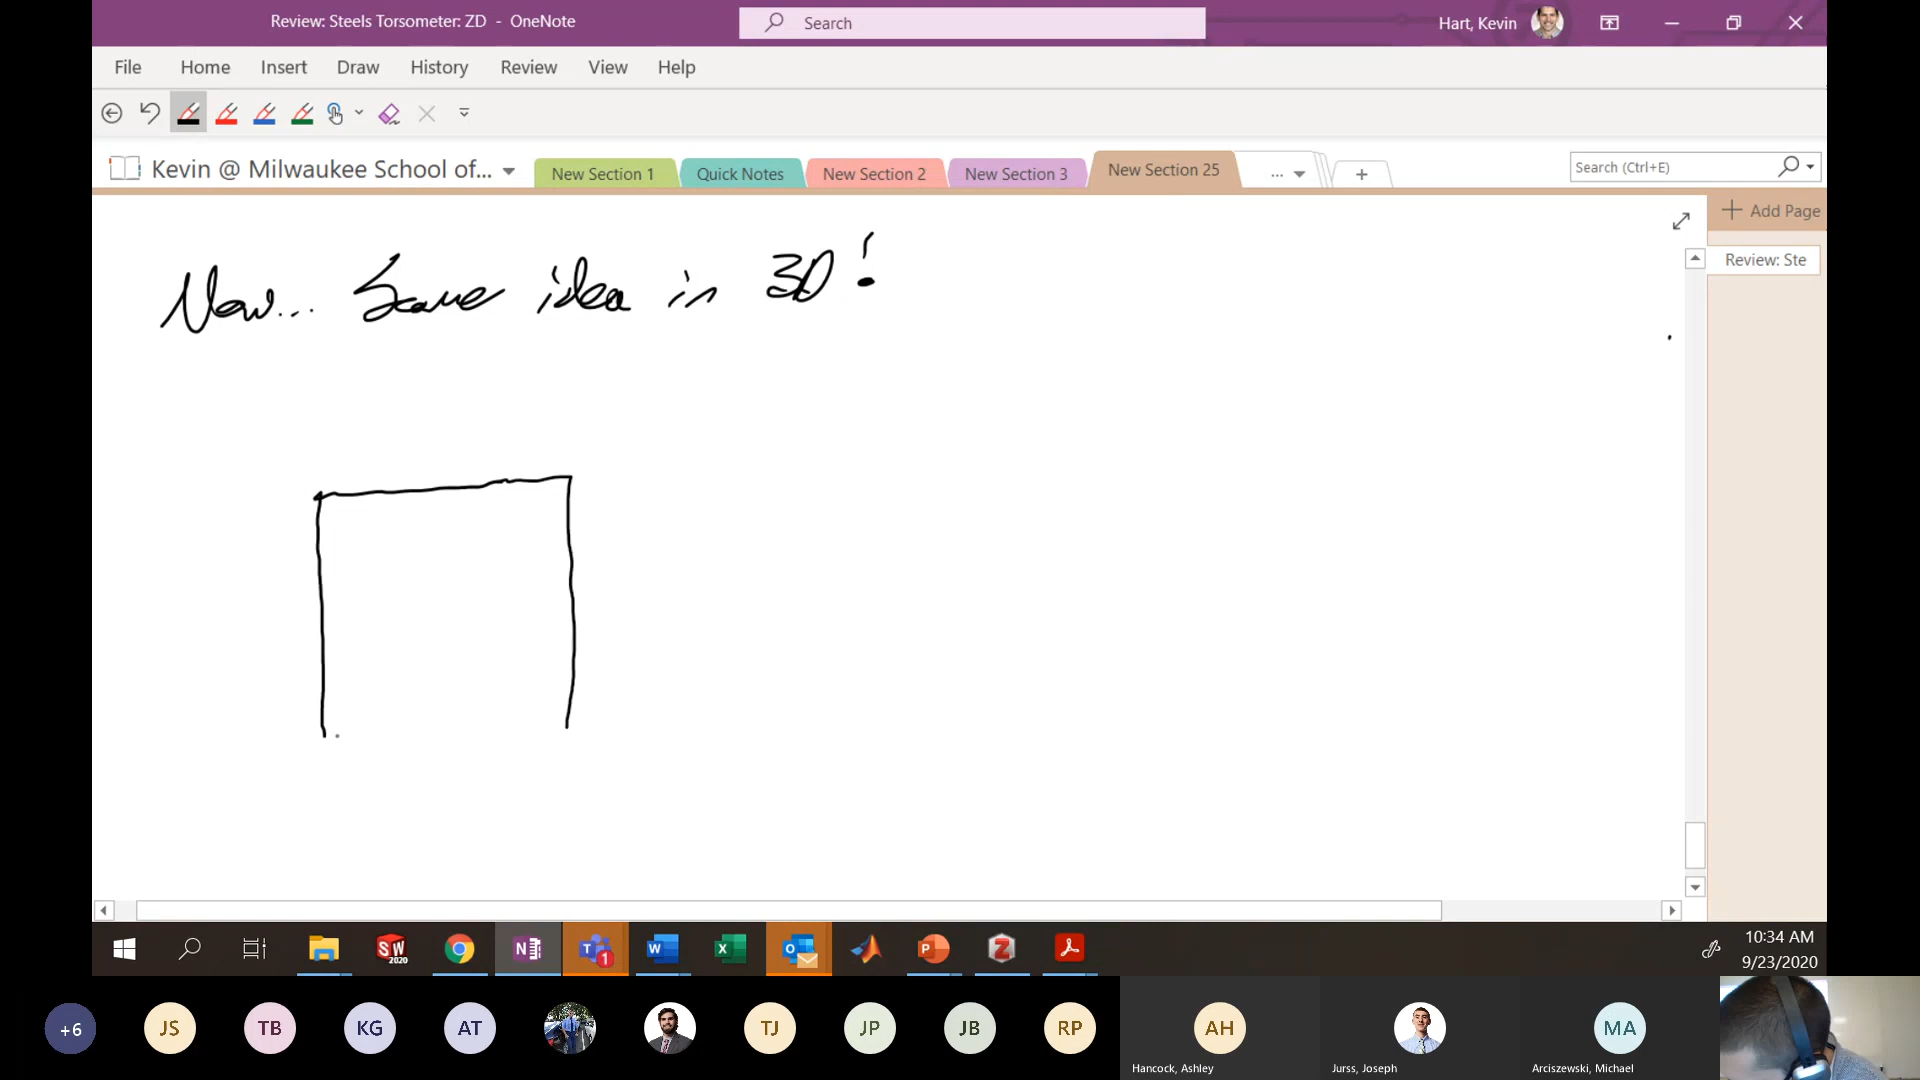 Review: Steels Torsometer: ZD - OneNote
Search
Hart, Kevin
File Home Insert Draw History Review View Help
Kevin @ Milwaukee School of...
New Section 1
Quick Notes
New Section 2
New Section 3
New Section 25
...
Search (Ctrl+E)
Add Page
Review: Ste
Now... Same idea in 3D!
SW
2020
N
T
1
W
X
O
P
Z
10:34 AM
9/23/2020
+6
JS
TB
KG
AT
TJ
JP
JB
RP
AH
MA
Hancock, Ashley
Jurss, Joseph
Arciszewski, Michael